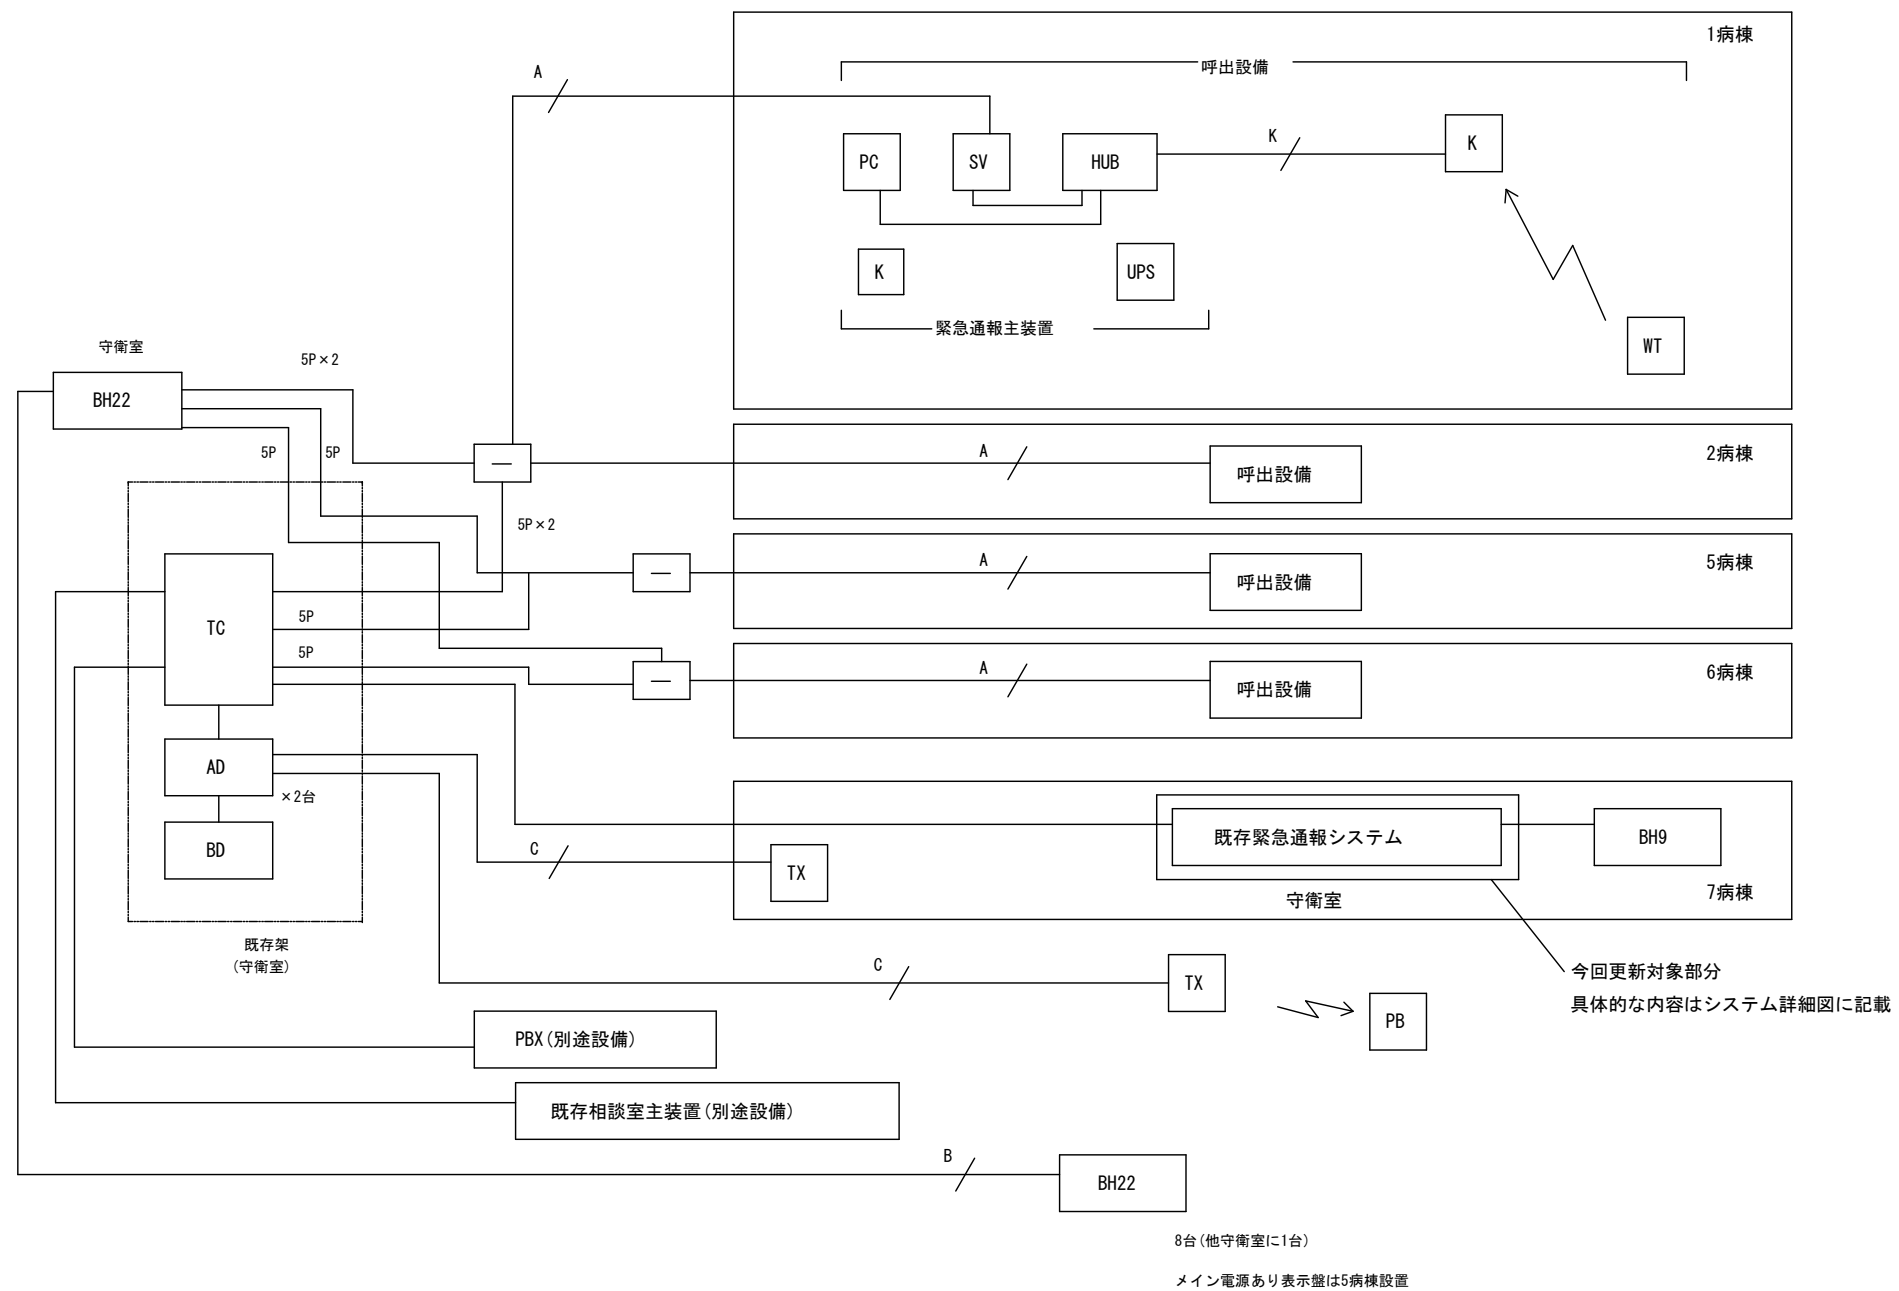 1病棟
呼出設備
A
PC
SV
HUB
K
K
K
UPS
緊急通報主装置
WT
守衛室
BH22
5P×2
5P
5P
A
呼出設備
2病棟
5P×2
A
呼出設備
5病棟
TC
5P
5P
A
呼出設備
6病棟
AD
×2台
BD
C
TX
既存緊急通報システム
BH9
守衛室
7病棟
既存架
(守衛室)
C
TX
PB
今回更新対象部分
具体的な内容はシステム詳細図に記載
PBX(別途設備)
既存相談室主装置(別途設備)
B
BH22
8台(他守衛室に1台)
メイン電源あり表示盤は5病棟設置